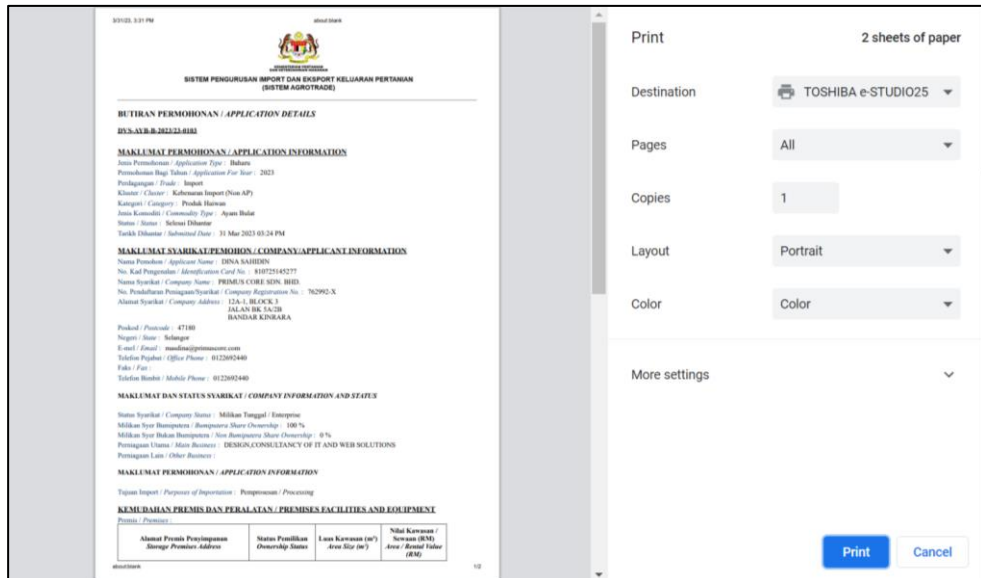 3/31/23, 3:31 PM about:blank
KEMENTERIAN PERTANIAN
DAN KETERJAMINAN MAKANAN
SISTEM PENGURUSAN IMPORT DAN EKSPORT KELUARAN PERTANIAN
(SISTEM AGROTRADE)
BUTIRAN PERMOHONAN / APPLICATION DETAILS
DVS-AYB-B-2023/23-0103
MAKLUMAT PERMOHONAN / APPLICATION INFORMATION
Jenis Permohonan / Application Type : Baharu
Permohonan Bagi Tahun / Application For Year : 2023
Perdagangan / Trade : Import
Kluster / Cluster : Kebenaran Import (Non AP)
Kategori / Category : Produk Haiwan
Jenis Komoditi / Commodity Type : Ayam Bulat
Status / Status : Selesai Dihantar
Tarikh Dihantar / Submitted Date : 31 Mar 2023 03:24 PM
MAKLUMAT SYARIKAT/PEMOHON / COMPANY/APPLICANT INFORMATION
Nama Pemohon / Applicant Name : DINA SAHIDIN
No. Kad Pengenalan / Identification Card No. : 810725145277
Nama Syarikat / Company Name : PRIMUS CORE SDN. BHD.
No. Pendaftaran Perniagaan/Syarikat / Company Registration No. : 762992-X
Alamat Syarikat / Company Address : 12A-1, BLOCK 3
JALAN BK 5A/2B
BANDAR KINRARA
Poskod / Postcode : 47180
Negeri / State : Selangor
E-mel / Email : masdina@primuscore.com
Telefon Pejabat / Office Phone : 0122692440
Faks / Fax :
Telefon Bimbit / Mobile Phone : 0122692440
MAKLUMAT DAN STATUS SYARIKAT / COMPANY INFORMATION AND STATUS
Status Syarikat / Company Status : Milikan Tunggal / Enterprise
Milikan Syer Bumiputera / Bumiputera Share Ownership : 100 %
Milikan Syer Bukan Bumiputera / Non Bumiputera Share Ownership : 0 %
Perniagaan Utama / Main Business : DESIGN,CONSULTANCY OF IT AND WEB SOLUTIONS
Perniagaan Lain / Other Business :
MAKLUMAT PERMOHONAN / APPLICATION INFORMATION
Tujuan Import / Purposes of Importation : Pemprosesan / Processing
KEMUDAHAN PREMIS DAN PERALATAN / PREMISES FACILITIES AND EQUIPMENT
Premis / Premises :
Alamat Premis Penyimpanan
Storage Premises Address
Status Pemilikan
Ownership Status
Luas Kawasan (m²)
Area Size (m²)
Nilai Kawasan /
Sewaan (RM)
Area / Rental Value
(RM)
about:blank 1/2
Print 2 sheets of paper
Destination TOSHIBA e-STUDIO25
Pages All
Copies 1
Layout Portrait
Color Color
More settings
Print Cancel